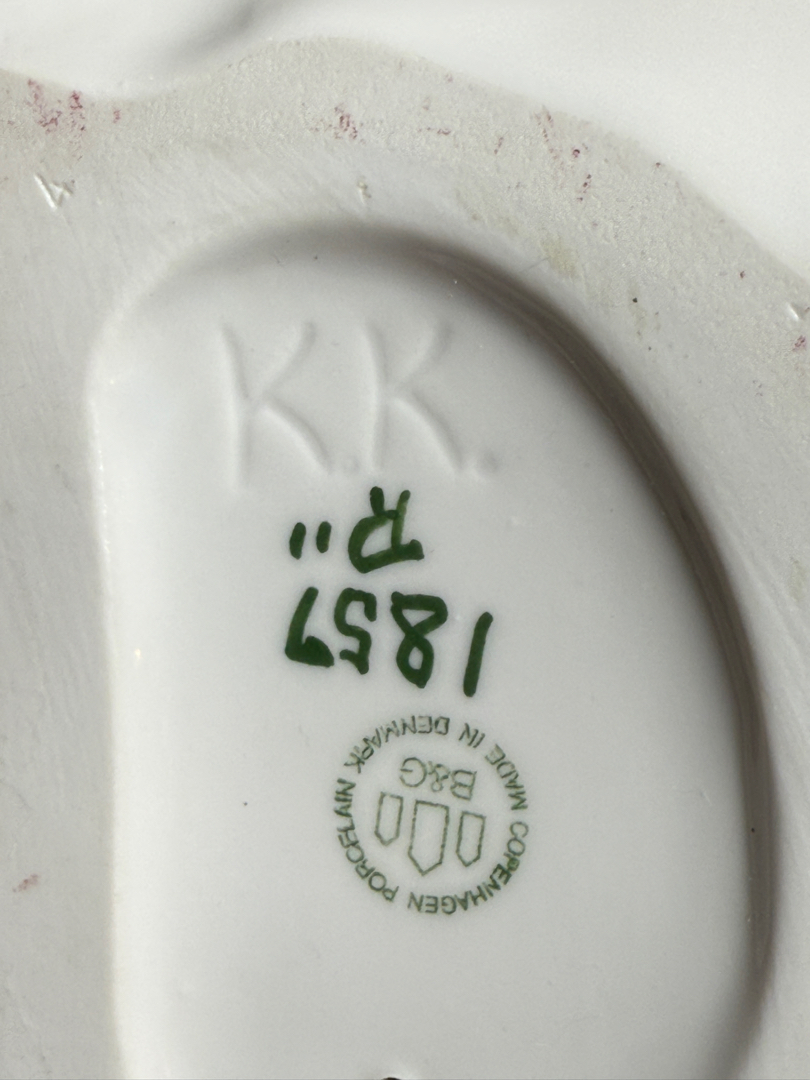 K.K.
COPENHAGEN PORCELAIN MADE IN DENMARK
B&G
1857
R"